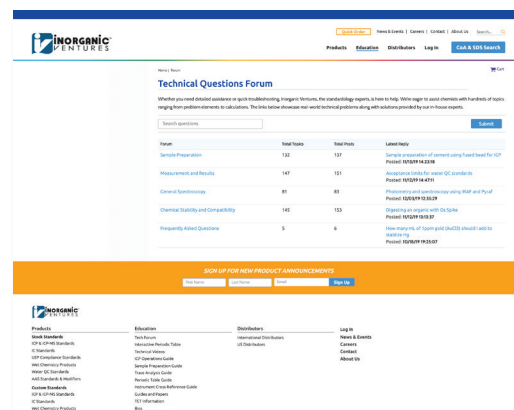 Quick Order News & Events | Careers | Contact | About Us Search...
INORGANIC
VENTURES
Products Education Distributors Log In CoA & SDS Search
Home | Forum
Cart
Technical Questions Forum
Whether you need detailed assistance or quick troubleshooting, Inorganic Ventures, the standardology experts, is here to help. We're eager to assist chemists with hundreds of topics
ranging from problem elements to calculations. The links below showcase real-world technical problems along with solutions provided by our in-house experts.
Search questions Submit
Forum Total Topics Total Posts Latest Reply
Sample Preparation 132 137 Sample preparation of cement using fused bead for ICP
Posted: 11/13/19 14:23:18
Measurement and Results 147 151 Acceptance limits for water QC standards
Posted: 11/12/19 14:47:11
General Spectroscopy 81 83 Photometry and spectroscopy using IRAF and Pyraf
Posted: 12/03/19 12:35:29
Chemical Stability and Compatibility 145 153 Digesting an organic with Os Spike
Posted: 11/12/19 13:13:37
Frequently Asked Questions 5 6 How many mL of 1ppm gold (AuCl3) should I add to
stabilize Hg
Posted: 10/18/19 19:25:07
SIGN UP FOR NEW PRODUCT ANNOUNCEMENTS
First Name Last Name Email Sign Up
INORGANIC
VENTURES
Products Education Distributors Log In
Stock Standards Tech Forum International Distributors News & Events
ICP & ICP-MS Standards Interactive Periodic Table US Distributors Careers
IC Standards Technical Videos Contact
USP Compliance Standards ICP Operations Guide About Us
Wet Chemistry Products Sample Preparation Guide
Water QC Standards Trace Analysis Guide
AAS Standards & Modifiers Periodic Table Guide
Custom Standards Instrument Cross Reference Guide
ICP & ICP-MS Standards Guides and Papers
IC Standards TCT Information
Wet Chemistry Products Blog